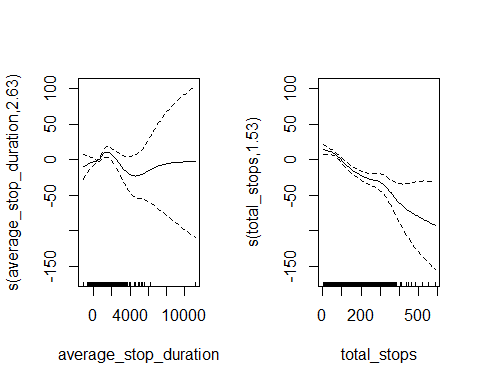 s(average_stop_duration,2.63)
100
50
0
-50
-150
0 4000 10000
average_stop_duration
s(total_stops,1.53)
100
50
0
-50
-150
0 200 500
total_stops